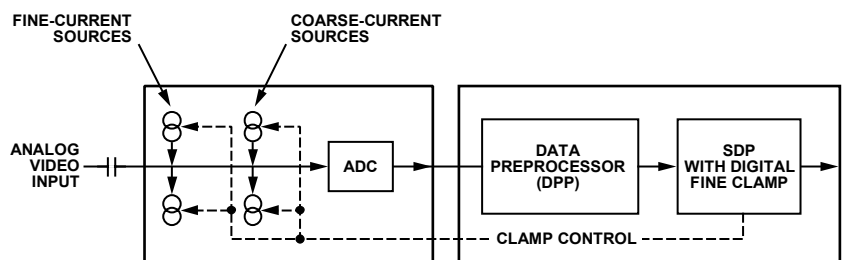 FINE-CURRENT
SOURCES
COARSE-CURRENT
SOURCES
ANALOG
VIDEO
INPUT
ADC
DATA
PREPROCESSOR
(DPP)
SDP
WITH DIGITAL
FINE CLAMP
CLAMP CONTROL